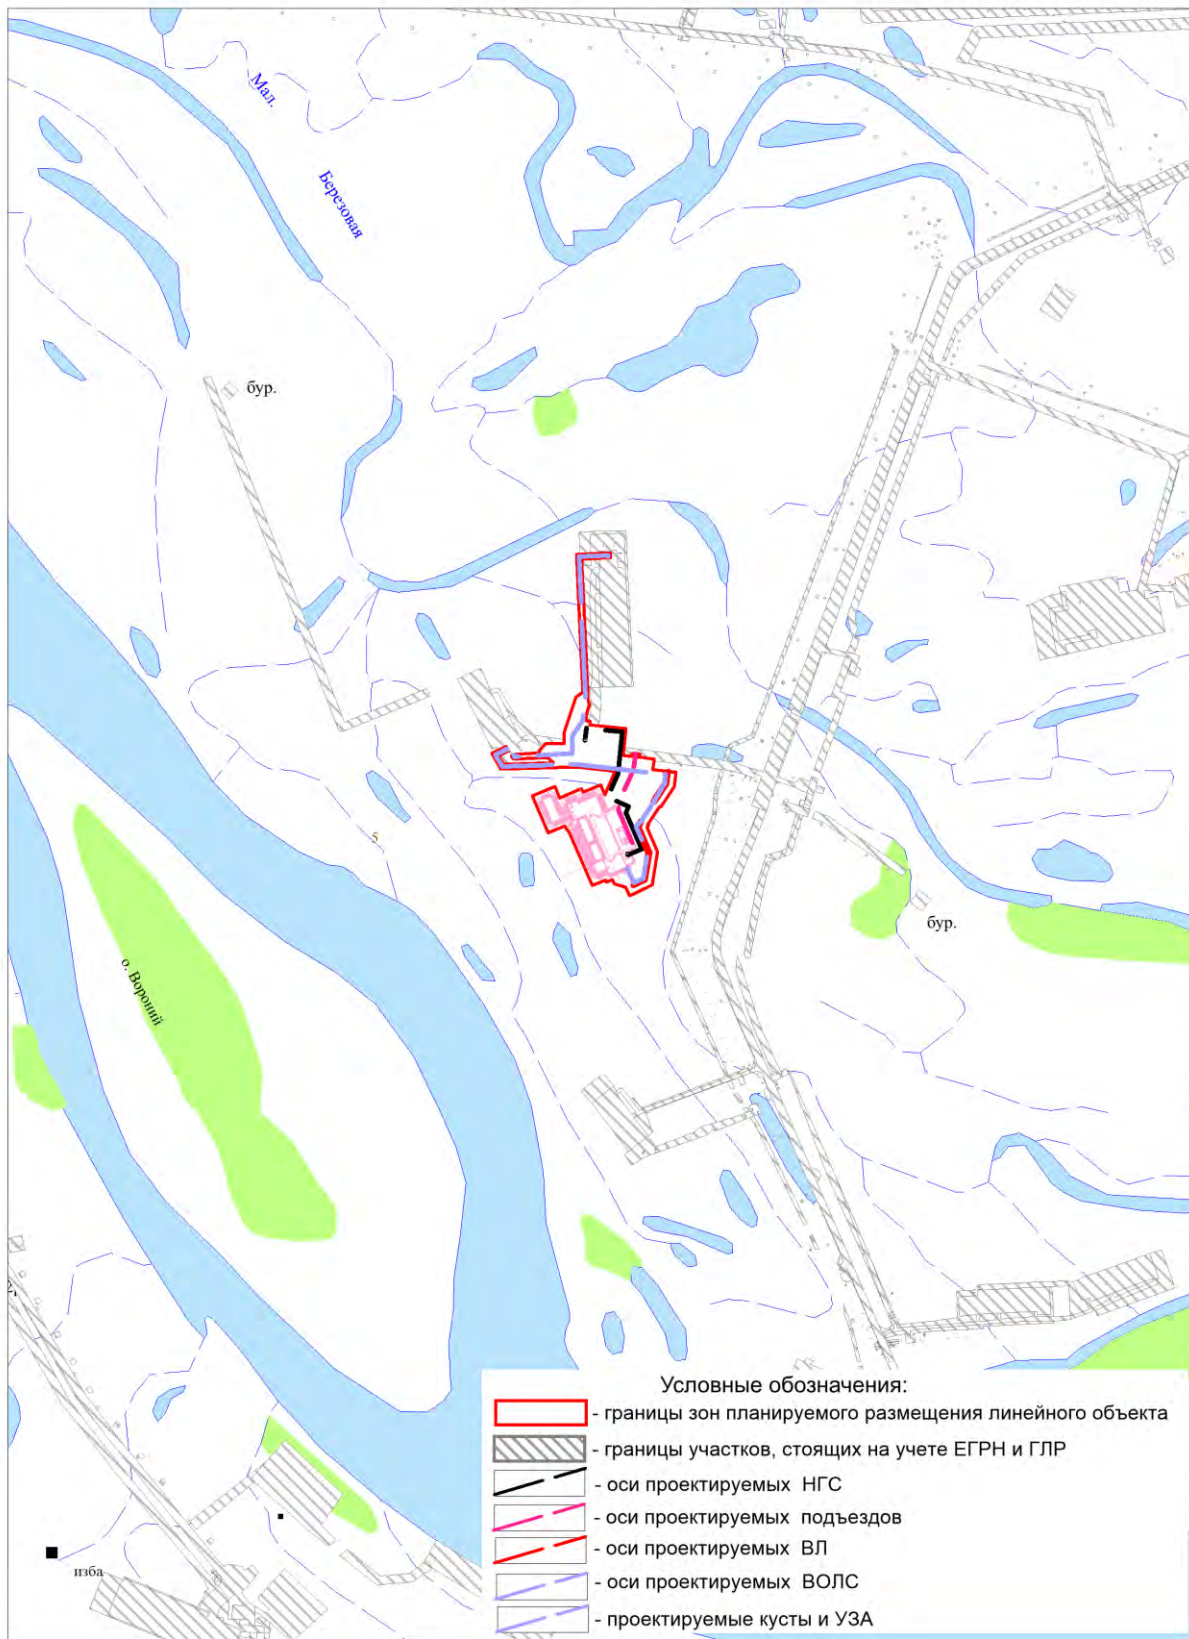 Мал.
Березовая
бур.
5
о. Вороний
бур.
изба
Условные обозначения:
- границы зон планируемого размещения линейного объекта
- границы участков, стоящих на учете ЕГРН и ГЛР
- оси проектируемых НГС
- оси проектируемых подъездов
- оси проектируемых ВЛ
- оси проектируемых ВОЛС
- проектируемые кусты и УЗА